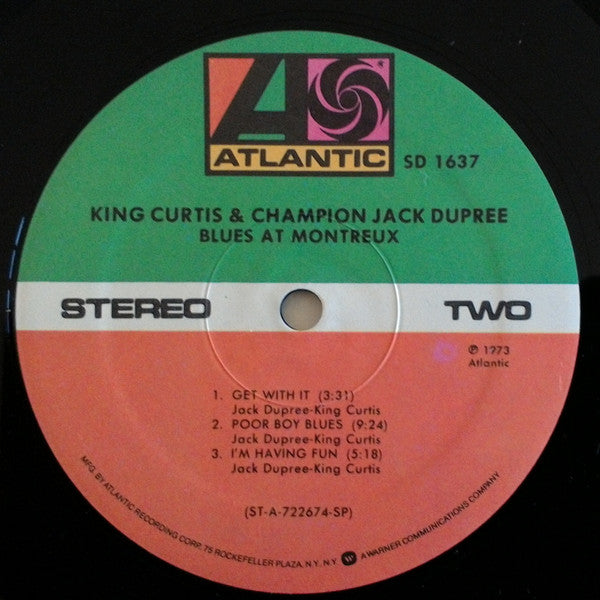 ATLANTIC
SD 1637
KING CURTIS & CHAMPION JACK DUPREE
BLUES AT MONTREUX
STEREO TWO
℗ 1973
Atlantic
1. GET WITH IT (3:31)
Jack Dupree-King Curtis
2. POOR BOY BLUES (9:24)
Jack Dupree-King Curtis
3. I'M HAVING FUN (5:18)
Jack Dupree-King Curtis
(ST-A-722674-SP)
MFG. BY ATLANTIC RECORDING CORP. 75 ROCKEFELLER PLAZA, N.Y., N.Y. A WARNER COMMUNICATIONS COMPANY